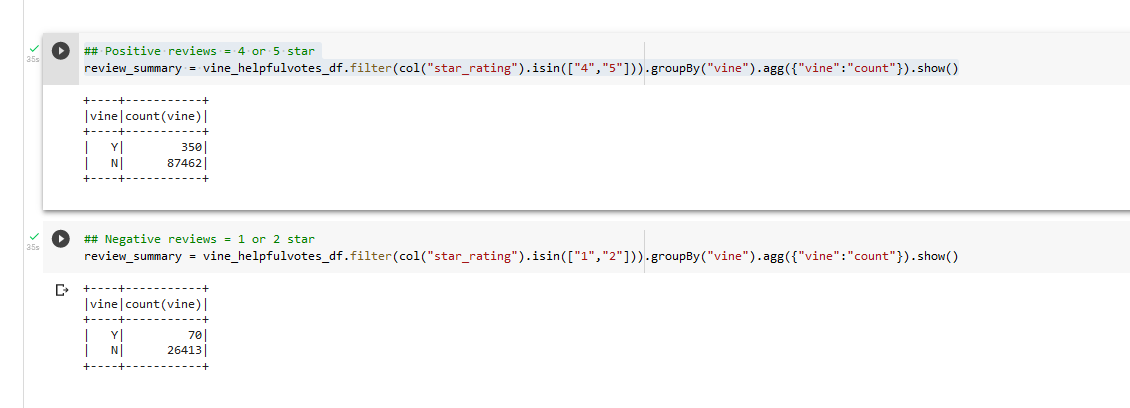 ## Positive reviews = 4 or 5 star
35s
review_summary = vine_helpfulvotes_df.filter(col("star_rating").isin(["4","5"])).groupBy("vine").agg({"vine":"count"}).show()
+----+-----------+
|vine|count(vine)|
+----+-----------+
|   Y|        350|
|   N|      87462|
+----+-----------+
## Negative reviews = 1 or 2 star
35s
review_summary = vine_helpfulvotes_df.filter(col("star_rating").isin(["1","2"])).groupBy("vine").agg({"vine":"count"}).show()
+----+-----------+
|vine|count(vine)|
+----+-----------+
|   Y|         70|
|   N|      26413|
+----+-----------+